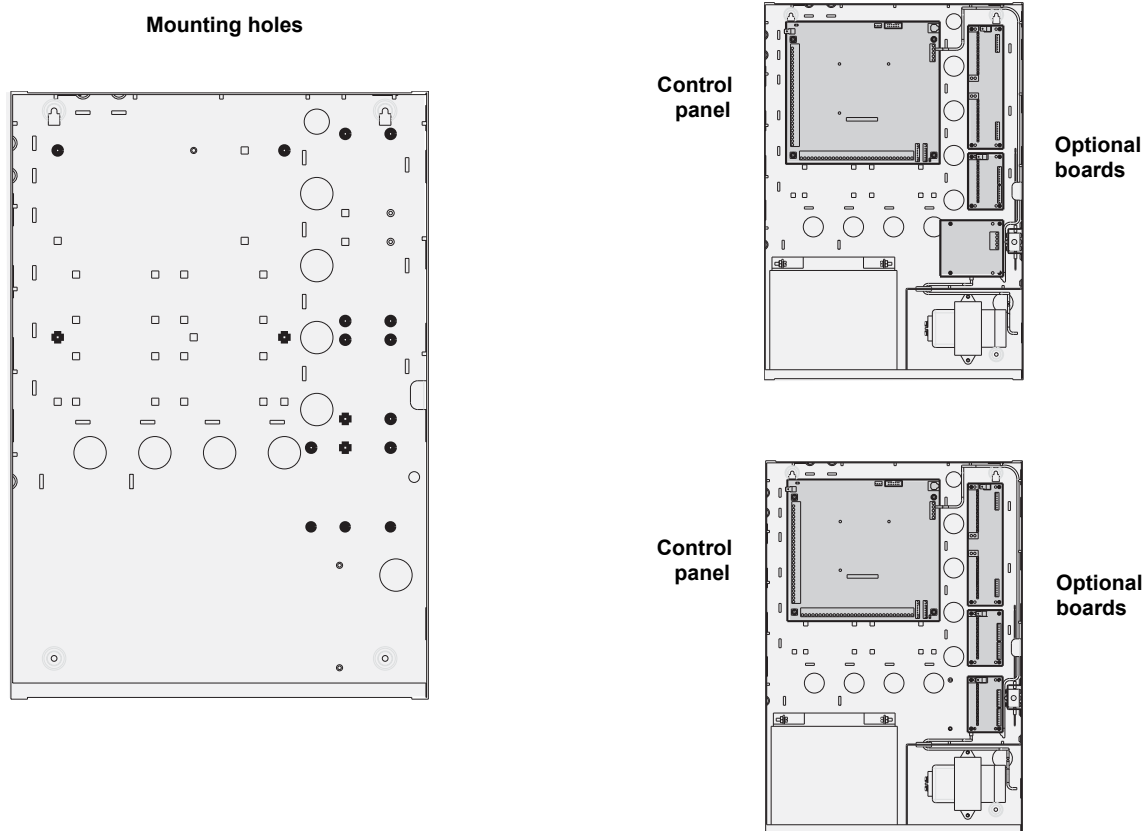 Mounting holes
Control
panel
Optional
boards
Control
panel
Optional
boards